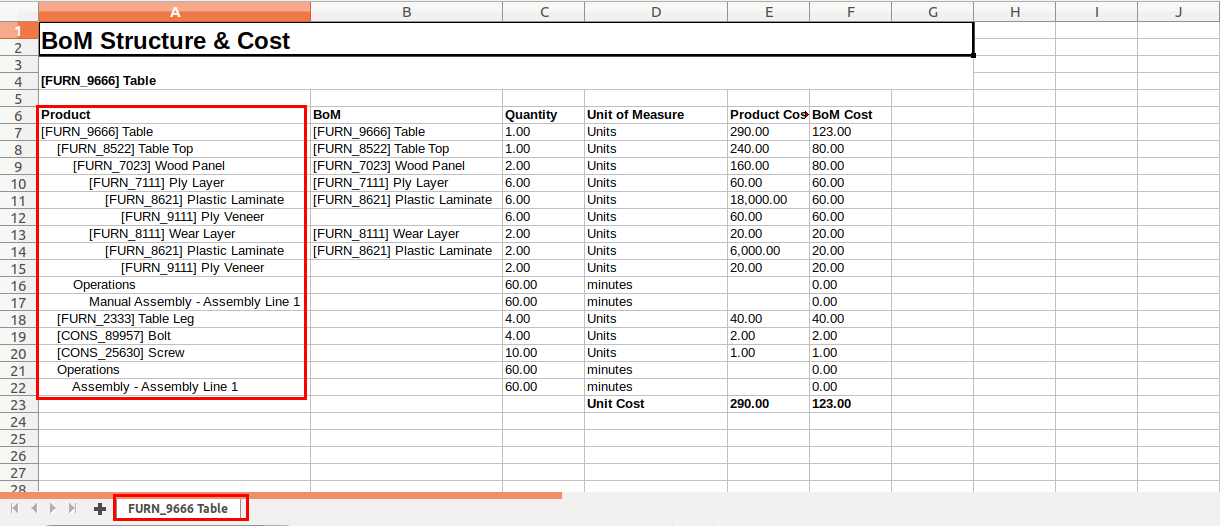 A B C D E F G H I J
1
2 BoM Structure & Cost
3
4 [FURN_9666] Table
5
6 Product BoM Quantity Unit of Measure Product Cos BoM Cost
7 [FURN_9666] Table [FURN_9666] Table 1.00 Units 290.00 123.00
8 [FURN_8522] Table Top [FURN_8522] Table Top 1.00 Units 240.00 80.00
9 [FURN_7023] Wood Panel [FURN_7023] Wood Panel 2.00 Units 160.00 80.00
10 [FURN_7111] Ply Layer [FURN_7111] Ply Layer 6.00 Units 60.00 60.00
11 [FURN_8621] Plastic Laminate [FURN_8621] Plastic Laminate 6.00 Units 18,000.00 60.00
12 [FURN_9111] Ply Veneer 6.00 Units 60.00 60.00
13 [FURN_8111] Wear Layer [FURN_8111] Wear Layer 2.00 Units 20.00 20.00
14 [FURN_8621] Plastic Laminate [FURN_8621] Plastic Laminate 2.00 Units 6,000.00 20.00
15 [FURN_9111] Ply Veneer 2.00 Units 20.00 20.00
16 Operations 60.00 minutes 0.00
17 Manual Assembly - Assembly Line 1 60.00 minutes 0.00
18 [FURN_2333] Table Leg 4.00 Units 40.00 40.00
19 [CONS_89957] Bolt 4.00 Units 2.00 2.00
20 [CONS_25630] Screw 10.00 Units 1.00 1.00
21 Operations 60.00 minutes 0.00
22 Assembly - Assembly Line 1 60.00 minutes 0.00
23 Unit Cost 290.00 123.00
24
25
26
27
28
FURN_9666 Table